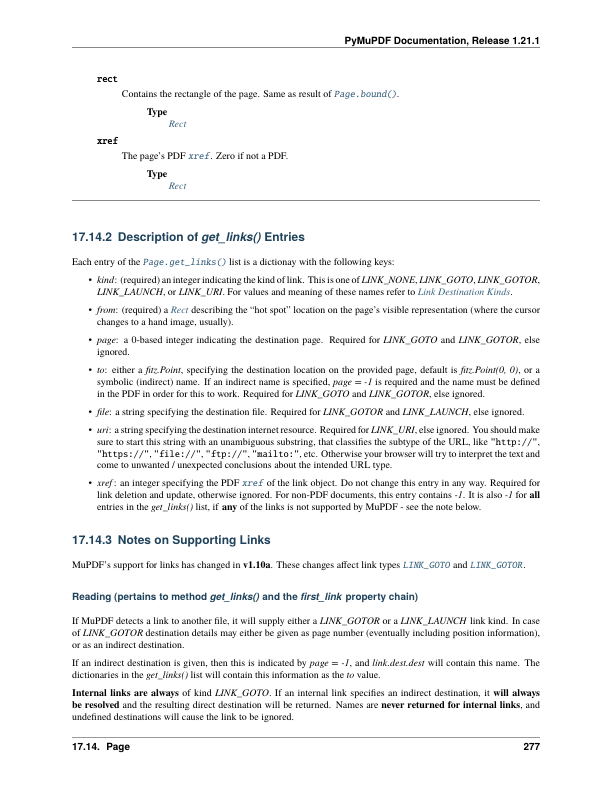 PyMuPDF Documentation, Release 1.21.1
rect
Contains the rectangle of the page. Same as result of Page.bound().
Type
Rect
xref
The page's PDF xref. Zero if not a PDF.
Type
Rect
17.14.2 Description of get_links() Entries
Each entry of the Page.get_links() list is a dictionay with the following keys:
• kind: (required) an integer indicating the kind of link. This is one of LINK_NONE, LINK_GOTO, LINK_GOTOR,
LINK_LAUNCH, or LINK_URI. For values and meaning of these names refer to Link Destination Kinds.
• from: (required) a Rect describing the “hot spot” location on the page's visible representation (where the cursor
changes to a hand image, usually).
• page: a 0-based integer indicating the destination page. Required for LINK_GOTO and LINK_GOTOR, else
ignored.
• to: either a fitz.Point, specifying the destination location on the provided page, default is fitz.Point(0, 0), or a
symbolic (indirect) name. If an indirect name is specified, page = -1 is required and the name must be defined
in the PDF in order for this to work. Required for LINK_GOTO and LINK_GOTOR, else ignored.
• file: a string specifying the destination file. Required for LINK_GOTOR and LINK_LAUNCH, else ignored.
• uri: a string specifying the destination internet resource. Required for LINK_URI, else ignored. You should make
sure to start this string with an unambiguous substring, that classifies the subtype of the URL, like "http://",
"https://", "file://", "ftp://", "mailto:", etc. Otherwise your browser will try to interpret the text and
come to unwanted / unexpected conclusions about the intended URL type.
• xref: an integer specifying the PDF xref of the link object. Do not change this entry in any way. Required for
link deletion and update, otherwise ignored. For non-PDF documents, this entry contains -1. It is also -1 for all
entries in the get_links() list, if any of the links is not supported by MuPDF - see the note below.
17.14.3 Notes on Supporting Links
MuPDF's support for links has changed in v1.10a. These changes affect link types LINK_GOTO and LINK_GOTOR.
Reading (pertains to method get_links() and the first_link property chain)
If MuPDF detects a link to another file, it will supply either a LINK_GOTOR or a LINK_LAUNCH link kind. In case
of LINK_GOTOR destination details may either be given as page number (eventually including position information),
or as an indirect destination.
If an indirect destination is given, then this is indicated by page = -1, and link.dest.dest will contain this name. The
dictionaries in the get_links() list will contain this information as the to value.
Internal links are always of kind LINK_GOTO. If an internal link specifies an indirect destination, it will always
be resolved and the resulting direct destination will be returned. Names are never returned for internal links, and
undefined destinations will cause the link to be ignored.
17.14. Page 277